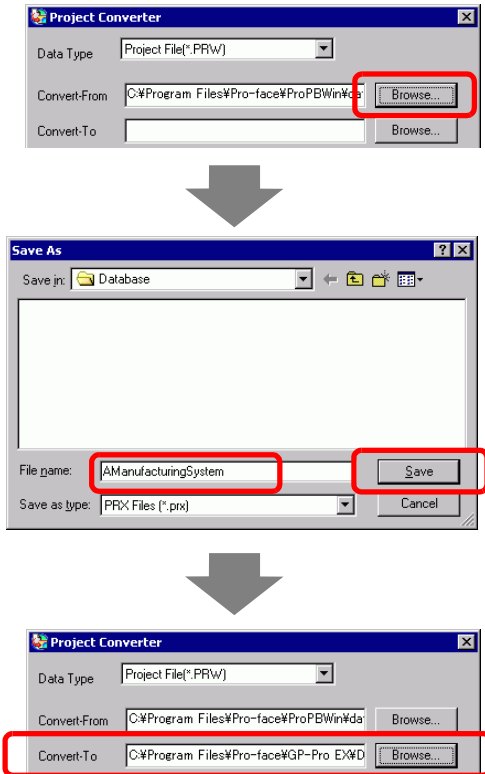 Project Converter
Data Type Project File(*.PRW)
Convert-From C:¥Program Files¥Pro-face¥ProPBWin¥da Browse...
Convert-To Browse...
Save As
Save in: Database
File name: AManufacturingSystem Save
Save as type: PRX Files (*.prx) Cancel
Project Converter
Data Type Project File(*.PRW)
Convert-From C:¥Program Files¥Pro-face¥ProPBWin¥da Browse...
Convert-To C:¥Program Files¥Pro-face¥GP-Pro EX¥D Browse...